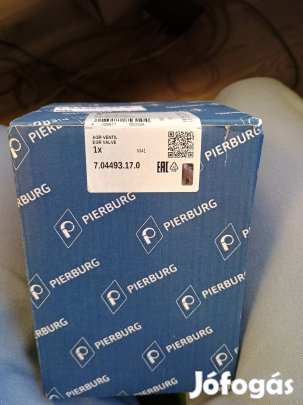 AGR-VENTIL
EGR VALVE
1x
7.04493.17.0
EAC
PIERBURG
PIERBURG
PIERBURG
PIERBURG
PIERBURG
PIERBURG
PIERBURG
PIERBURG
Jófogás